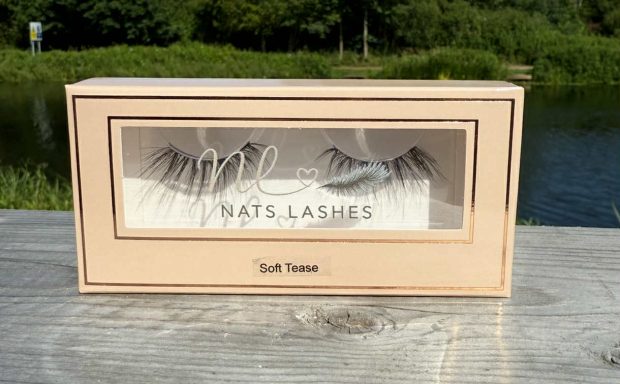 nl
NATS LASHES
Soft Tease